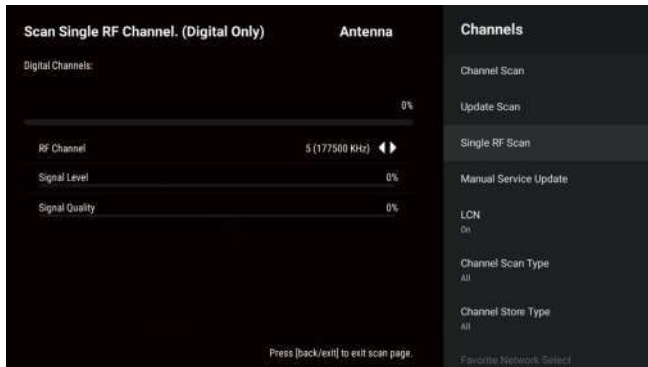 Scan Single RF Channel. (Digital Only)
Antenna
Digital Channels:
0%
RF Channel
5 (177500 KHz)
Signal Level
0%
Signal Quality
0%
Press [back/exit] to exit scan page.
Channels
Channel Scan
Update Scan
Single RF Scan
Manual Service Update
LCN
On
Channel Scan Type
All
Channel Store Type
All
Favorite Network Select